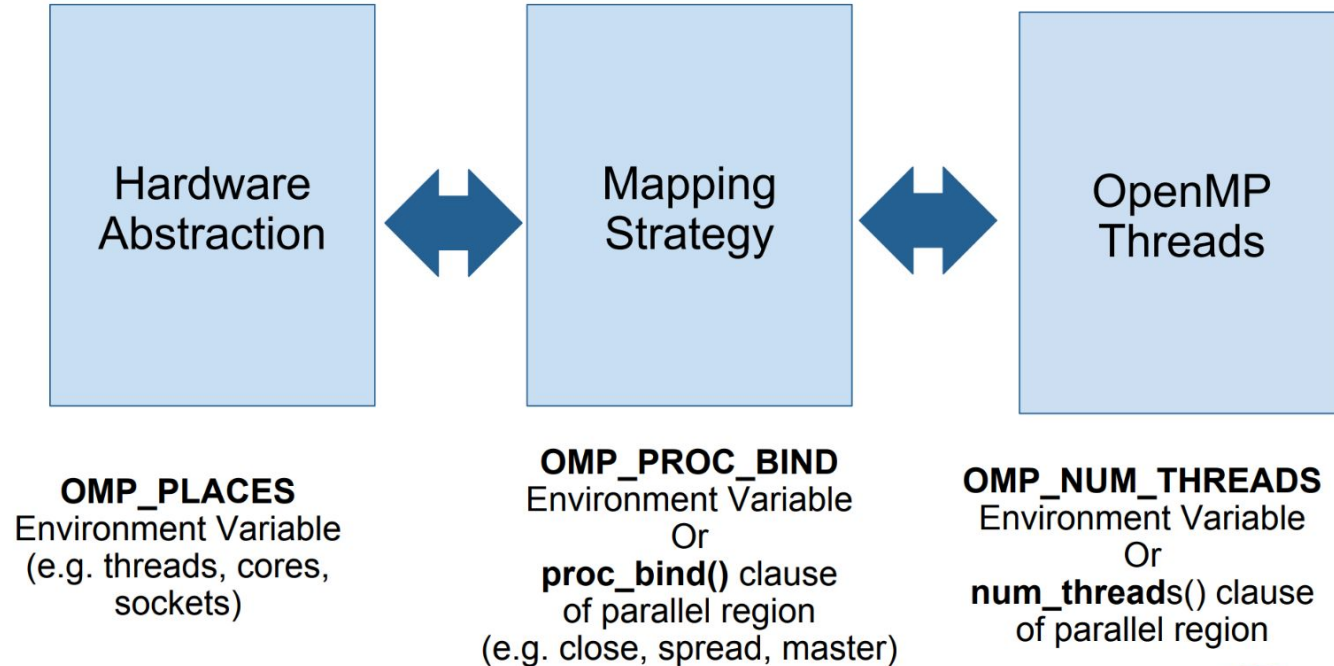 Hardware
Abstraction
Mapping
Strategy
OpenMP
Threads
OMP_PLACES
Environment Variable
(e.g. threads, cores,
sockets)
OMP_PROC_BIND
Environment Variable
Or
proc_bind() clause
of parallel region
(e.g. close, spread, master)
OMP_NUM_THREADS
Environment Variable
Or
num_threads() clause
of parallel region